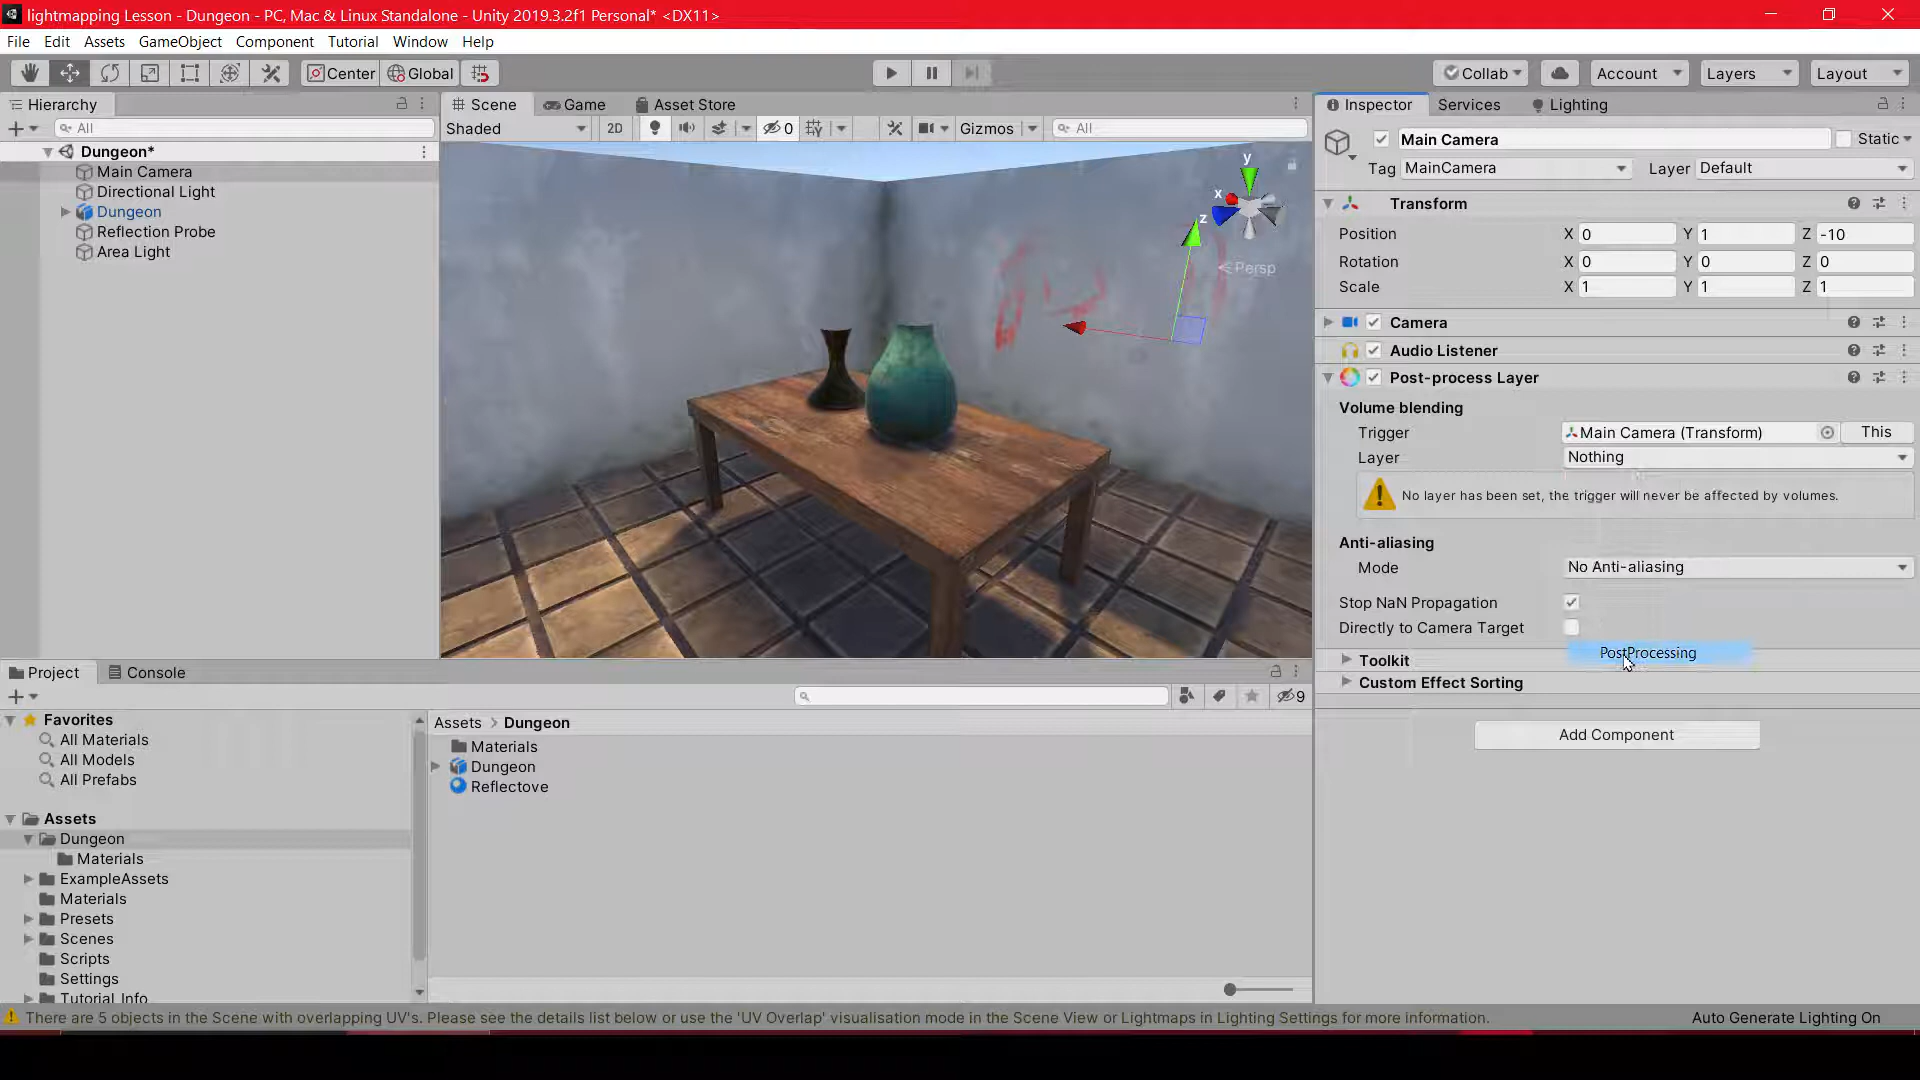 lightmapping Lesson - Dungeon - PC, Mac & Linux Standalone - Unity 2019.3.2f1 Personal* <DX11>
File Edit Assets GameObject Component Tutorial Window Help
Center Global Collab Account Layers Layout
Hierarchy
All
Dungeon*
Main Camera
Directional Light
Dungeon
Reflection Probe
Area Light
Scene Game Asset Store
Shaded 2D 0 Gizmos All
y
x
z
Persp
Inspector Services Lighting
Main Camera Static
Tag MainCamera Layer Default
Transform
Position X 0 Y 1 Z -10
Rotation X 0 Y 0 Z 0
Scale X 1 Y 1 Z 1
Camera
Audio Listener
Post-process Layer
Volume blending
Trigger Main Camera (Transform) This
Layer Nothing
No layer has been set, the trigger will never be affected by volumes.
Anti-aliasing
Mode No Anti-aliasing
Stop NaN Propagation
Directly to Camera Target
PostProcessing
Toolkit
Custom Effect Sorting
Add Component
Project Console
9
Favorites
All Materials
All Models
All Prefabs
Assets
Dungeon
Materials
ExampleAssets
Materials
Presets
Scenes
Scripts
Settings
Tutorial Info
Assets > Dungeon
Materials
Dungeon
Reflectove
There are 5 objects in the Scene with overlapping UV's. Please see the details list below or use the 'UV Overlap' visualisation mode in the Scene View or Lightmaps in Lighting Settings for more information.
Auto Generate Lighting On